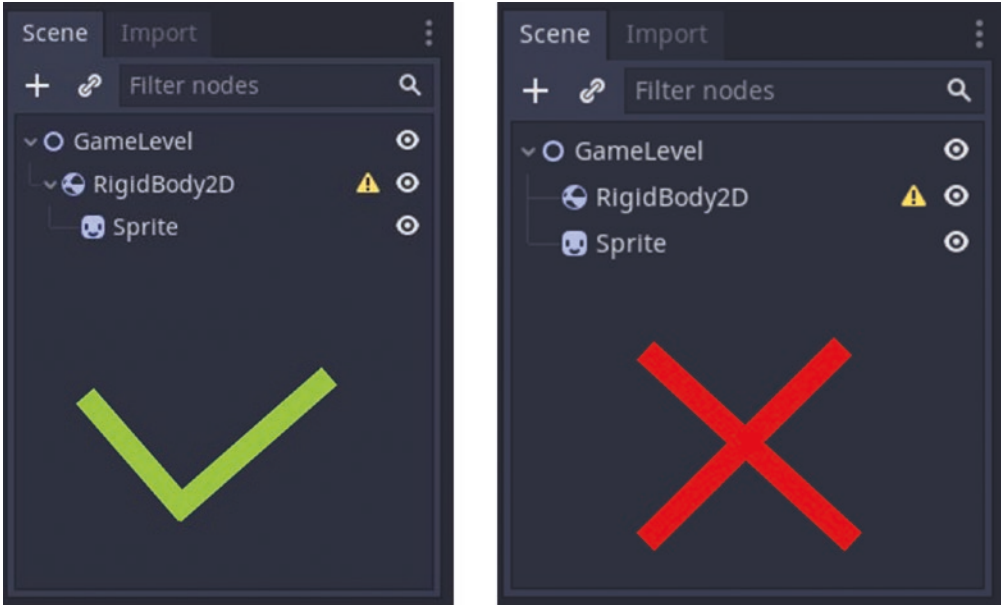 Scene Import
Filter nodes
GameLevel
RigidBody2D
Sprite
Scene Import
Filter nodes
GameLevel
RigidBody2D
Sprite